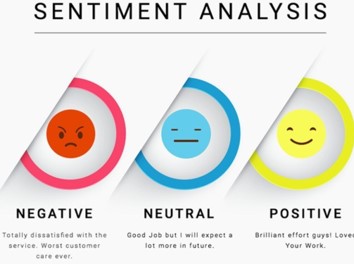 SENTIMENT ANALYSIS
NEGATIVE
Totally dissatisfied with the
service. Worst customer
care ever.
NEUTRAL
Good Job but I will expect a
lot more in future.
POSITIVE
Brilliant effort guys! Love
Your Work.